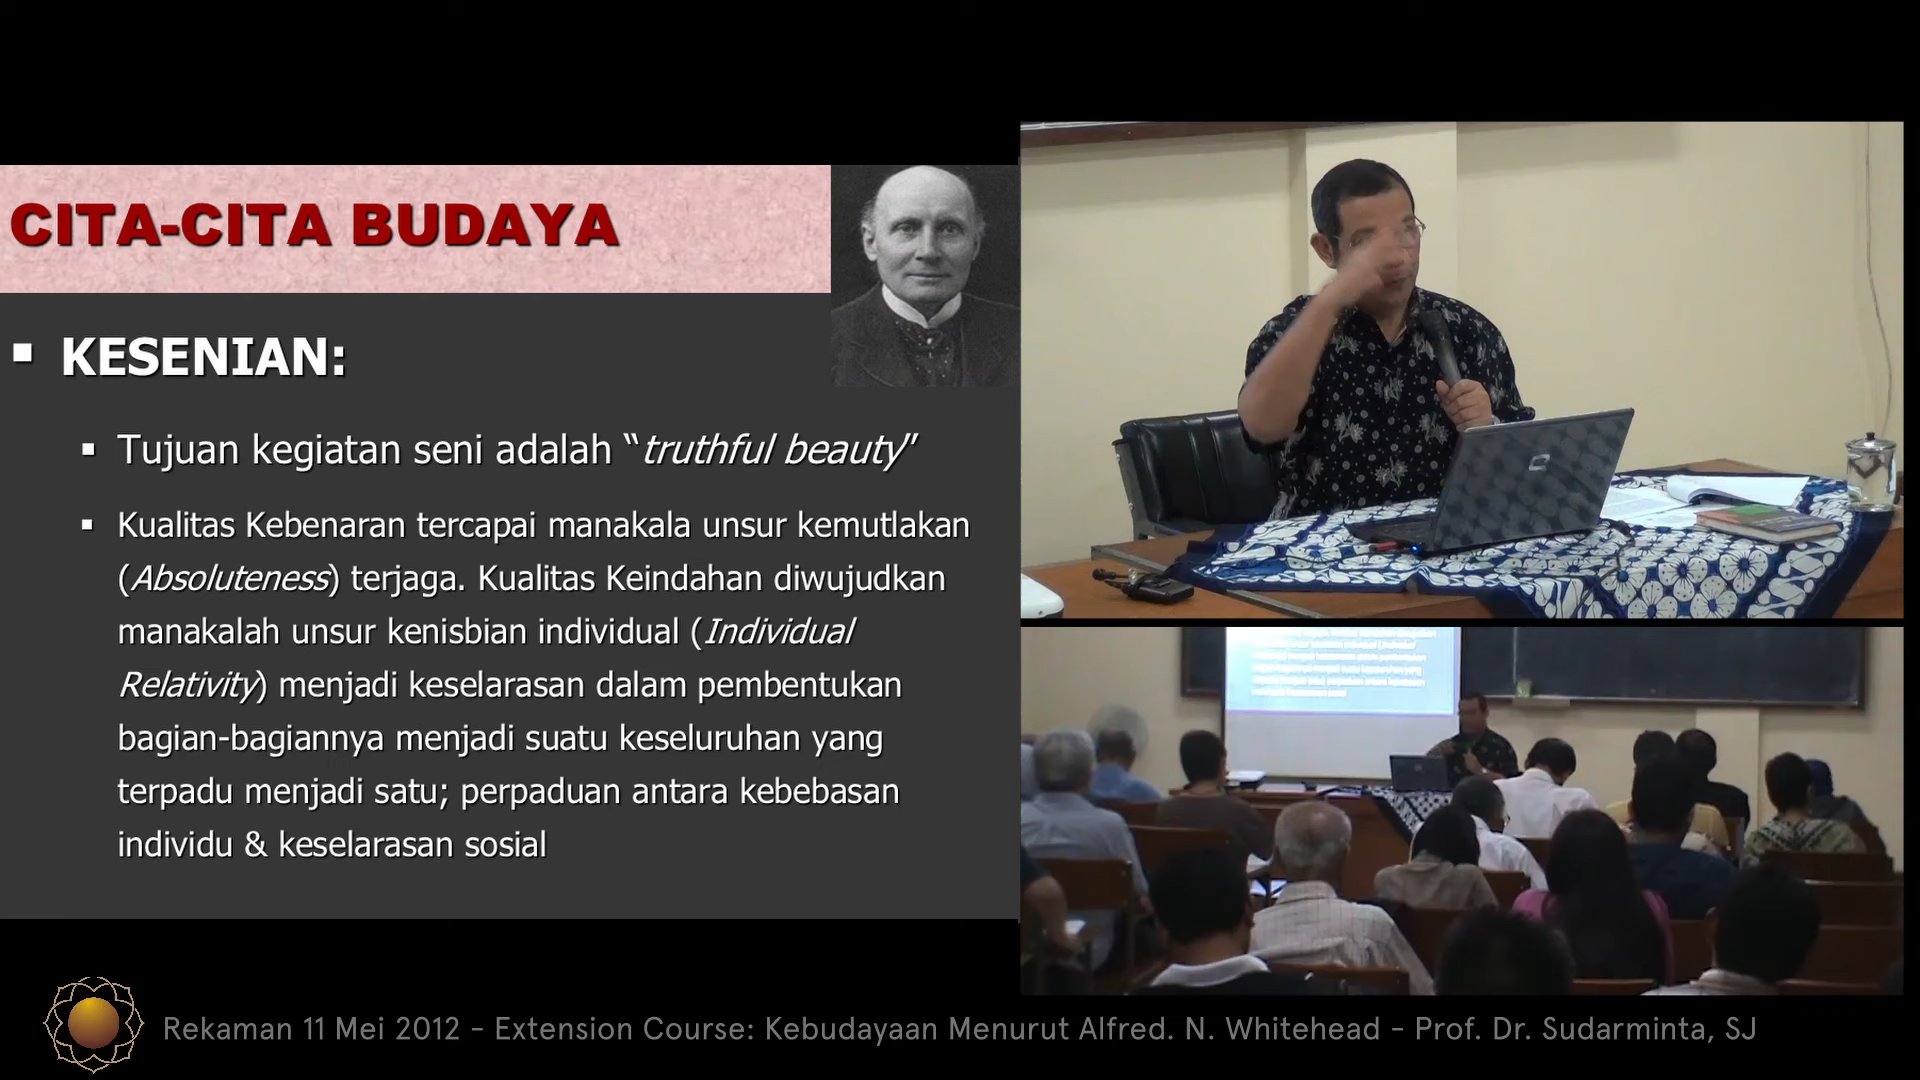 CITA-CITA BUDAYA
▪ KESENIAN:
▪ Tujuan kegiatan seni adalah “truthful beauty”
▪ Kualitas Kebenaran tercapai manakala unsur kemutlakan
(Absoluteness) terjaga. Kualitas Keindahan diwujudkan
manakalah unsur kenisbian individual (Individual
Relativity) menjadi keselarasan dalam pembentukan
bagian-bagiannya menjadi suatu keseluruhan yang
terpadu menjadi satu; perpaduan antara kebebasan
individu & keselarasan sosial
Rekaman 11 Mei 2012 - Extension Course: Kebudayaan Menurut Alfred. N. Whitehead - Prof. Dr. Sudarminta, SJ